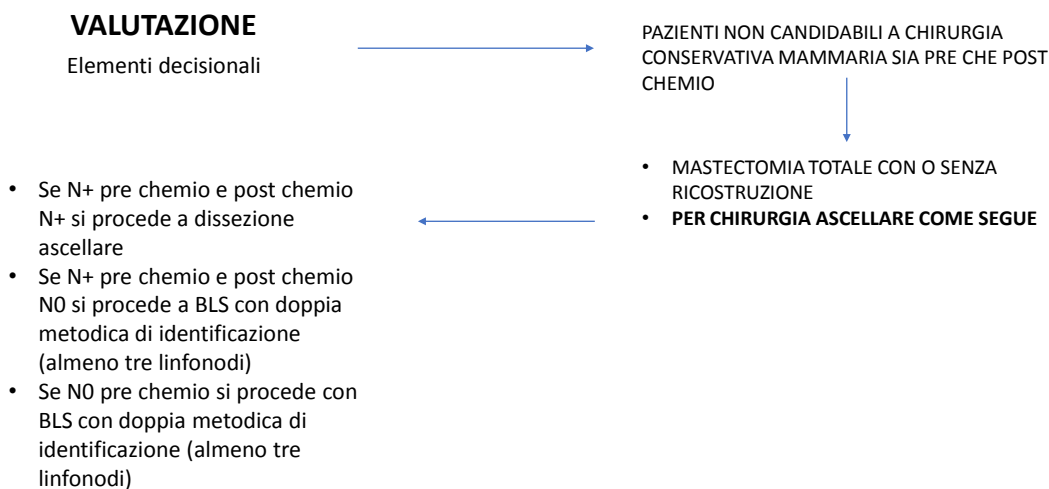 VALUTAZIONE
Elementi decisionali
PAZIENTI NON CANDIDABILI A CHIRURGIA
CONSERVATIVA MAMMARIA SIA PRE CHE POST
CHEMIO
• MASTECTOMIA TOTALE CON O SENZA
RICOSTRUZIONE
• PER CHIRURGIA ASCELLARE COME SEGUE
• Se N+ pre chemio e post chemio
N+ si procede a dissezione
ascellare
• Se N+ pre chemio e post chemio
N0 si procede a BLS con doppia
metodica di identificazione
(almeno tre linfonodi)
• Se N0 pre chemio si procede con
BLS con doppia metodica di
identificazione (almeno tre
linfonodi)